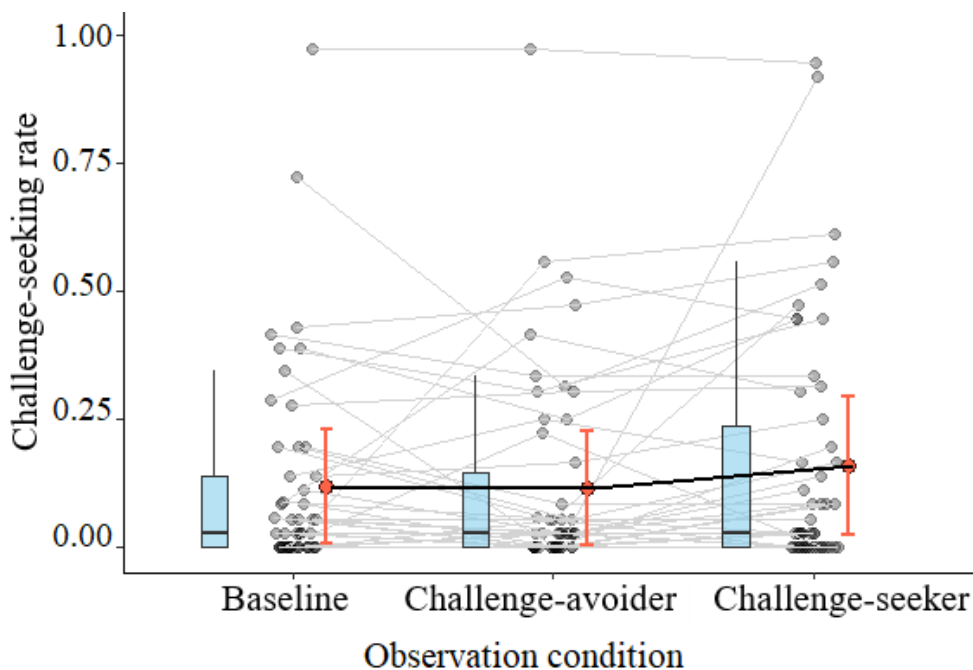 Challenge-seeking rate
1.00
0.75
0.50
0.25
0.00
Baseline
Challenge-avoider
Challenge-seeker
Observation condition